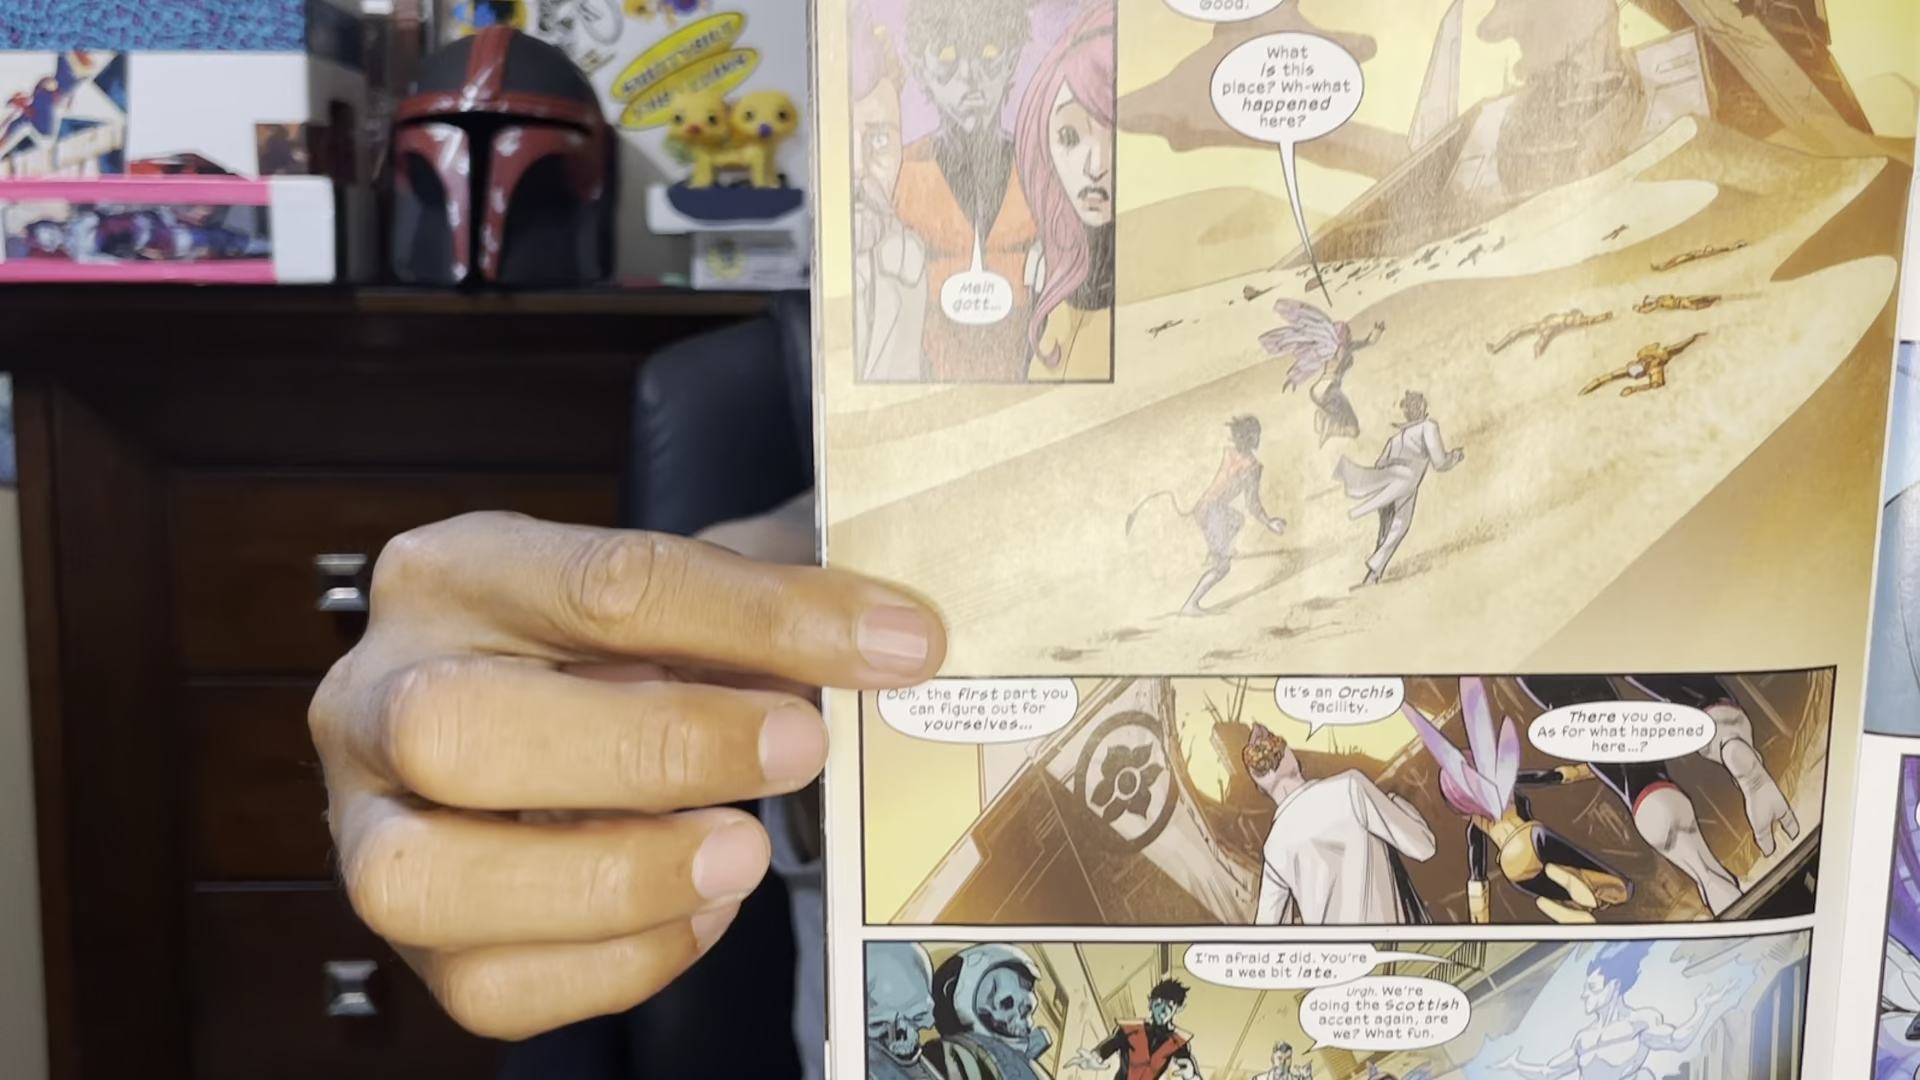 Good.
What
is this
place? Wh-what
happened
here?
Mein
gott...
Och, the first part you
can figure out for
yourselves...
It's an Orchis
facility.
There you go.
As for what happened
here...?
I'm afraid I did. You're
a wee bit late.
Urgh. We're
doing the Scottish
accent again, are
we? What fun.